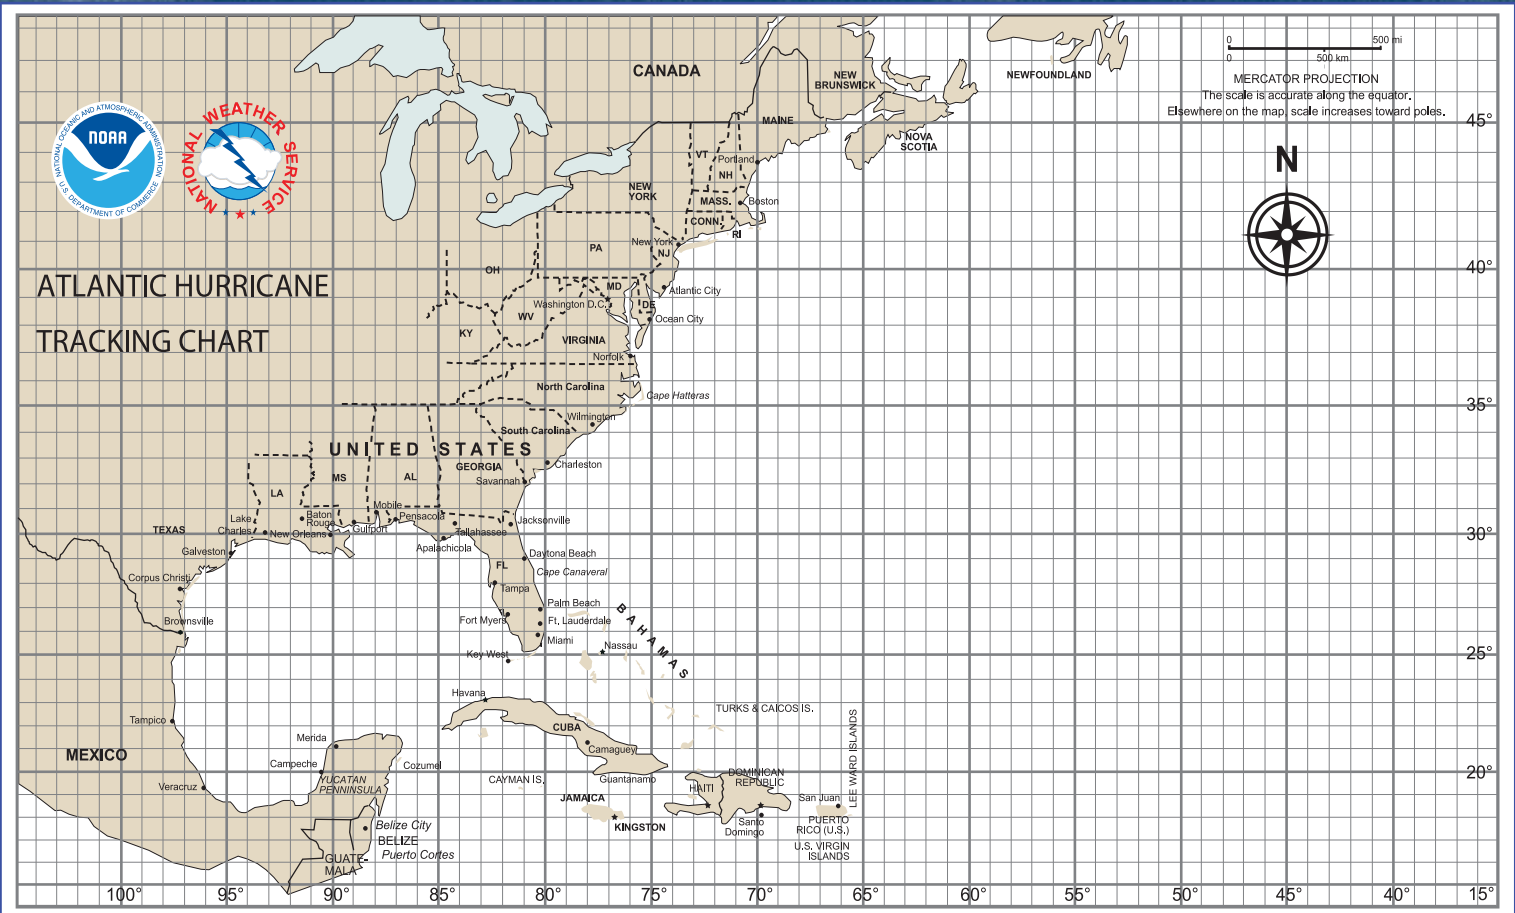 0 500 mi
0 500 km
MERCATOR PROJECTION
The scale is accurate along the equator.
Elsewhere on the map, scale increases toward poles.
N
NATIONAL OCEANIC AND ATMOSPHERIC ADMINISTRATION
NOAA
U.S. DEPARTMENT OF COMMERCE
NATIONAL WEATHER SERVICE
ATLANTIC HURRICANE
TRACKING CHART
CANADA
NEW
BRUNSWICK
NEWFOUNDLAND
MAINE
NOVA
SCOTIA
VT
Portland
NH
NEW
YORK
MASS.
Boston
CONN.
RI
New York
NJ
PA
OH
MD
Atlantic City
Washington D.C.
DE
WV
Ocean City
KY
VIRGINIA
Norfolk
North Carolina
Cape Hatteras
Wilmington
South Carolina
UNITED STATES
GEORGIA
Charleston
MS
AL
Savannah
LA
Mobile
Baton
Rouge
Pensacola
Jacksonville
Lake
Charles
TEXAS
New Orleans
Gulfport
Tallahassee
Apalachicola
Galveston
Daytona Beach
FL
Cape Canaveral
Corpus Christi
Tampa
Palm Beach
Brownsville
Fort Myers
Ft. Lauderdale
Miami
BAHAMAS
Nassau
Key West
Havana
TURKS & CAICOS IS.
LEE WARD ISLANDS
Tampico
CUBA
Merida
Camaguey
MEXICO
Campeche
Cozumel
YUCATAN
PENNINSULA
CAYMAN IS.
Guantanamo
DOMINICAN
REPUBLIC
HAITI
Veracruz
JAMAICA
San Juan
KINGSTON
Santo
Domingo
PUERTO
RICO (U.S.)
Belize City
BELIZE
Puerto Cortes
U.S. VIRGIN
ISLANDS
GUATE-
MALA
45°
40°
35°
30°
25°
20°
100° 95° 90° 85° 80° 75° 70° 65° 60° 55° 50° 45° 40° 15°